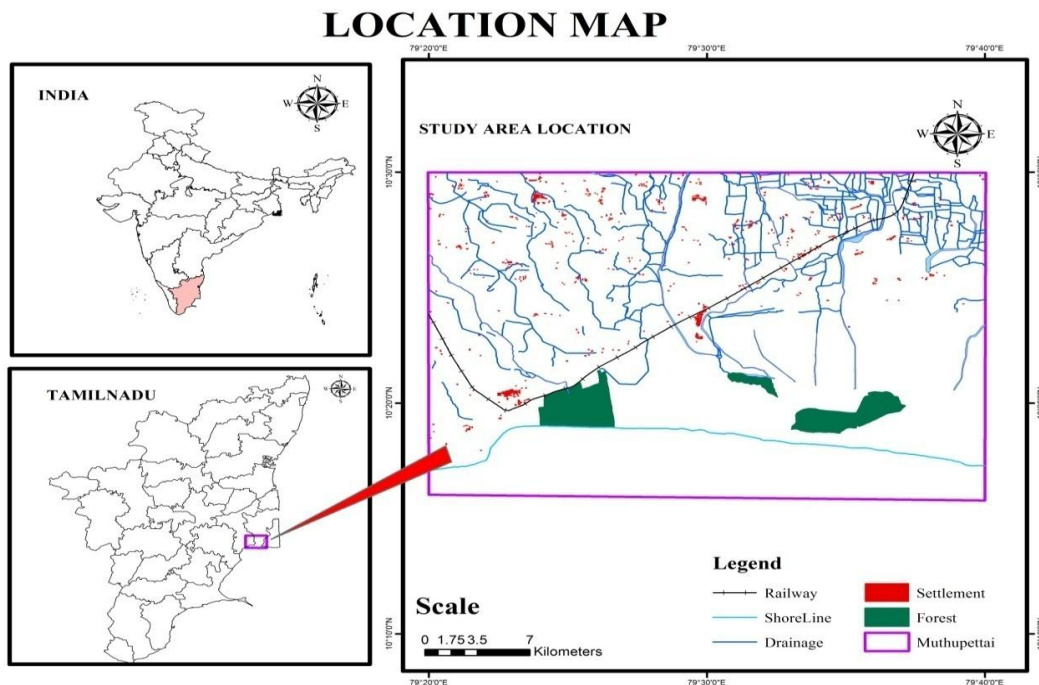 LOCATION MAP
INDIA
N
W E
S
TAMILNADU
N
W E
S
79°20'0"E 79°30'0"E 79°40'0"E
STUDY AREA LOCATION
N
W E
S
10°30'0"N
10°20'0"N
10°10'0"N
79°20'0"E 79°30'0"E 79°40'0"E
Scale
0 1.75 3.5 7
Kilometers
Legend
Railway
ShoreLine
Drainage
Settlement
Forest
Muthupettai